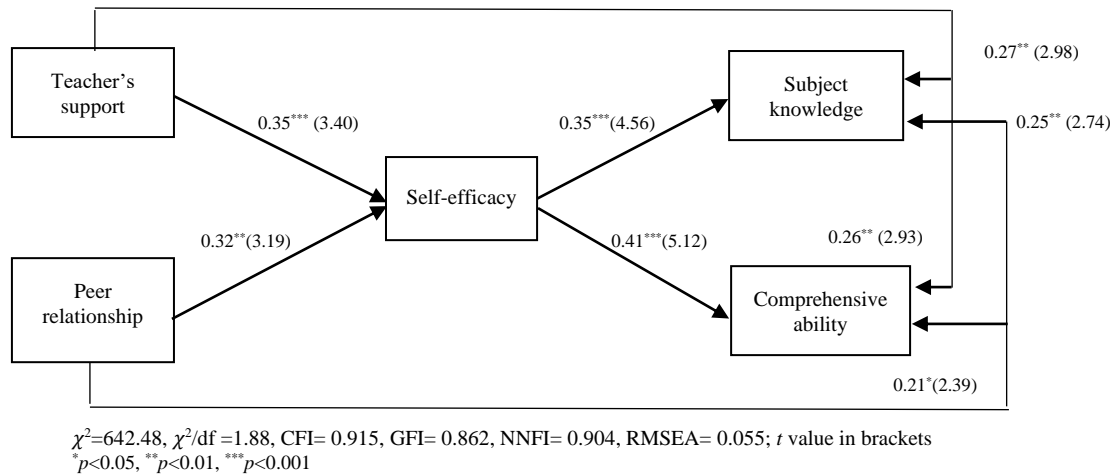 0.27** (2.98)
Teacher's
support
Subject
knowledge
0.35*** (3.40)
0.35***(4.56)
0.25** (2.74)
Self-efficacy
0.32**(3.19)
0.41***(5.12)
0.26** (2.93)
Peer
relationship
Comprehensive
ability
0.21*(2.39)
χ²=642.48, χ²/df =1.88, CFI= 0.915, GFI= 0.862, NNFI= 0.904, RMSEA= 0.055; t value in brackets
*p<0.05, **p<0.01, ***p<0.001